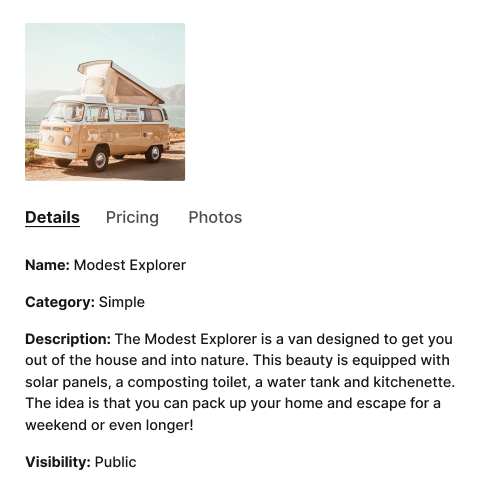 Details Pricing Photos
Name: Modest Explorer
Category: Simple
Description: The Modest Explorer is a van designed to get you
out of the house and into nature. This beauty is equipped with
solar panels, a composting toilet, a water tank and kitchenette.
The idea is that you can pack up your home and escape for a
weekend or even longer!
Visibility: Public